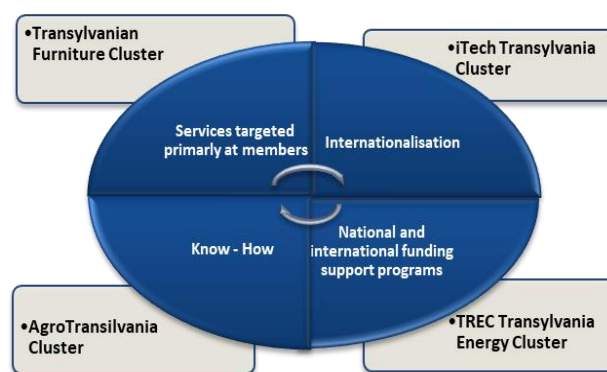 •Transylvanian
Furniture Cluster
•iTech Transylvania
Cluster
Services targeted
primarly at members
Internationalisation
Know - How
National and
international funding
support programs
•AgroTransilvania
Cluster
•TREC Transylvania
Energy Cluster